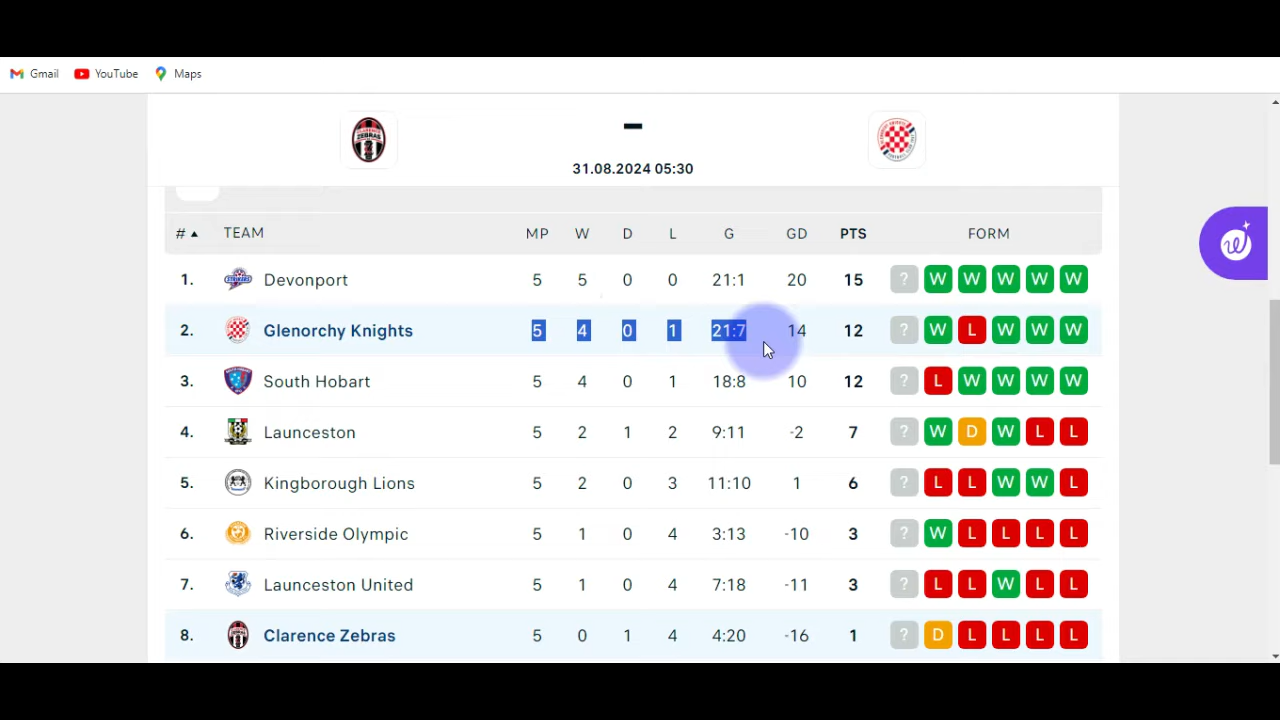 Gmail YouTube Maps
ZEBRAS
31.08.2024 05:30
# TEAM MP W D L G GD PTS FORM
1. STRIKERS Devonport 5 5 0 0 21:1 20 15 ? W W W W
2. Glenorchy Knights 5 4 0 1 21:7 14 12 ? W L W W W
3. South Hobart 5 4 0 1 18:8 10 12 ? L W W W W
4. Launceston 5 2 1 2 9:11 -2 7 ? W D W L L
5. Kingborough Lions 5 2 0 3 11:10 1 6 ? L L W W L
6. Riverside Olympic 5 1 0 4 3:13 -10 3 ? W L L L L
7. Launceston United 5 1 0 4 7:18 -11 3 ? L L W L L
8. Clarence Zebras 5 0 1 4 4:20 -16 1 ? D L L L L